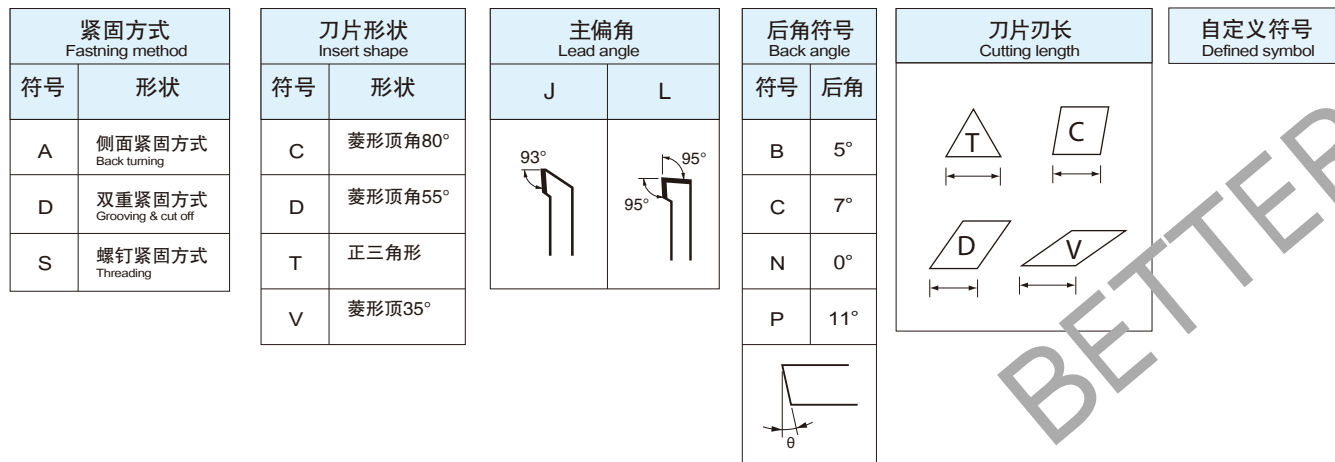 紧固方式
Fastning method
符号 形状
A 侧面紧固方式
Back turning
D 双重紧固方式
Grooving & cut off
S 螺钉紧固方式
Threading
刀片形状
Insert shape
符号 形状
C 菱形顶角80°
D 菱形顶角55°
T 正三角形
V 菱形顶35°
主偏角
Lead angle
J L
93°
95°
95°
后角符号
Back angle
符号 后角
B 5°
C 7°
N 0°
P 11°
θ
刀片刃长
Cutting length
T C
D V
自定义符号
Defined symbol
BETTER